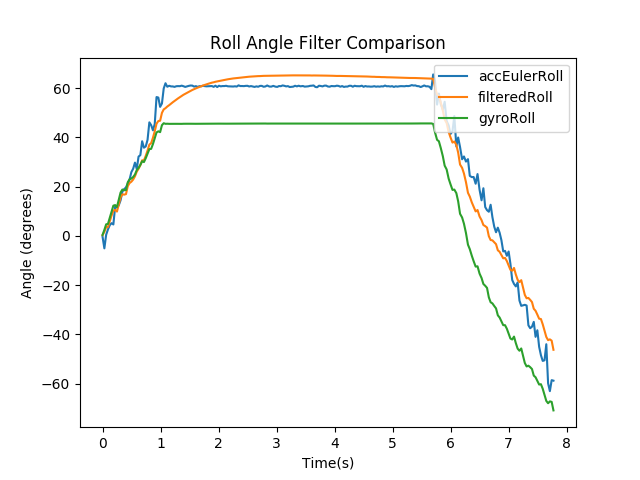 Roll Angle Filter Comparison
accEulerRoll
filteredRoll
gyroRoll
Angle (degrees)
60
40
20
0
−20
−40
−60
0 1 2 3 4 5 6 7 8
Time(s)